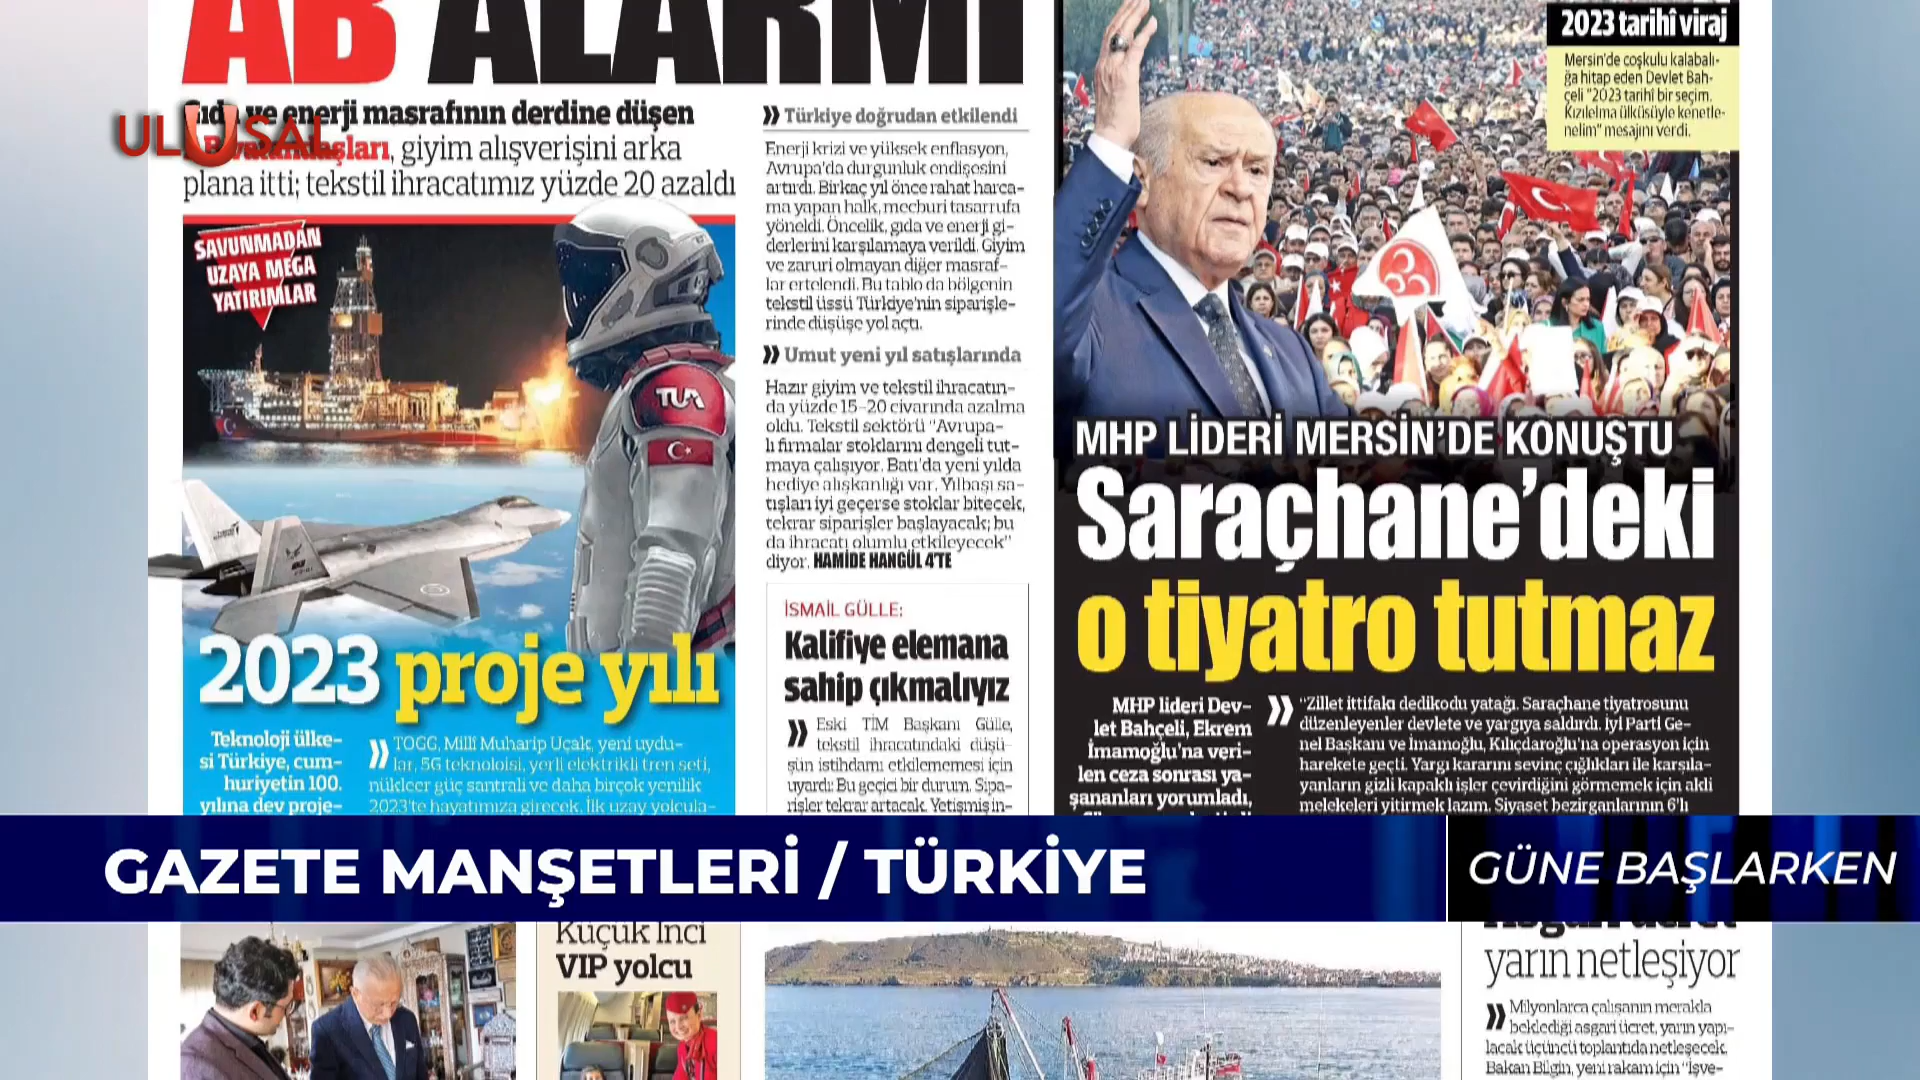 AB ALARMI
Gıda ve enerji masrafının derdine düşen
AB vatandaşları, giyim alışverişini arka
plana itti; tekstil ihracatımız yüzde 20 azaldı
ULUSAL
SAVUNMADAN
UZAYA MEGA
YATIRIMLAR
TUA
2023 proje yılı
Teknoloji ülke-
si Türkiye, cum-
huriyetin 100.
yılına dev proje-
TOGG, Millî Muharip Uçak, yeni uydu-
lar, 5G teknolojisi, yerli elektrikli tren seti,
nükleer güç santrali ve daha birçok yenilik
2023'te hayatımıza girecek. İlk uzay yolcula-
Türkiye doğrudan etkilendi
Enerji krizi ve yüksek enflasyon,
Avrupa'da durgunluk endişesini
artırdı. Birkaç yıl önce rahat harca-
ma yapan halk, mecburi tasarrufa
yöneldi. Öncelik, gıda ve enerji gi-
derlerini karşılamaya verildi. Giyim
ve zaruri olmayan diğer masraf-
lar ertelendi. Bu tablo da bölgenin
tekstil üssü Türkiye'nin siparişle-
rinde düşüşe yol açtı.
Umut yeni yıl satışlarında
Hazır giyim ve tekstil ihracatın-
da yüzde 15-20 civarında azalma
oldu. Tekstil sektörü "Avrupa-
lı firmalar stoklarını dengeli tut-
maya çalışıyor. Batı'da yeni yılda
hediye alışkanlığı var. Yılbaşı sa-
tışları iyi geçerse stoklar bitecek,
tekrar siparişler başlayacak; bu
da ihracatı olumlu etkileyecek"
diyor. HAMİDE HANGÜL 4'TE
İSMAİL GÜLLE:
Kalifiye elemana
sahip çıkmalıyız
Eski TİM Başkanı Gülle,
tekstil ihracatındaki düşü-
şün istihdamı etkilememesi için
uyardı: Bu geçici bir durum. Sipa-
rişler tekrar artacak. Yetişmiş in-
2023 tarihî viraj
Mersin'de coşkulu kalabalı-
ğa hitap eden Devlet Bah-
çeli "2023 tarihî bir seçim.
Kızılelma ülküsüyle kenetle-
nelim" mesajını verdi.
MHP LİDERİ MERSİN'DE KONUŞTU
Saraçhane'deki
o tiyatro tutmaz
MHP lideri Dev-
let Bahçeli, Ekrem
İmamoğlu'na veri-
len ceza sonrası ya-
şananları yorumladı,
"Zillet ittifakı dedikodu yatağı. Saraçhane tiyatrosunu
düzenleyenler devlete ve yargıya saldırdı. İyi Parti Ge-
nel Başkanı ve İmamoğlu, Kılıçdaroğlu'na operasyon için
harekete geçti. Yargı kararını sevinç çığlıkları ile karşıla-
yanların gizli kapaklı işler çevirdiğini görmemek için akli
melekeleri yitirmek lazım. Siyaset bezirganlarının 6'lı
GAZETE MANŞETLERİ / TÜRKİYE
GÜNE BAŞLARKEN
Küçük İnci
VIP yolcu
Asgari ücret
yarın netleşiyor
Milyonlarca çalışanın merakla
beklediği asgari ücret, yarın yapı-
lacak üçüncü toplantıda netleşecek.
Bakan Bilgin, yeni rakam için "İşve-